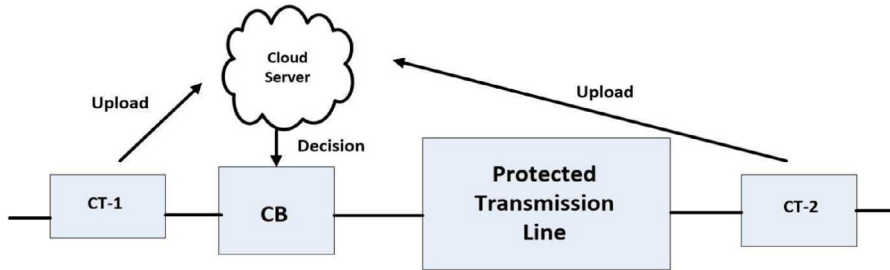 Cloud
Server
Upload
Upload
Decision
CT-1
CB
Protected
Transmission
Line
CT-2